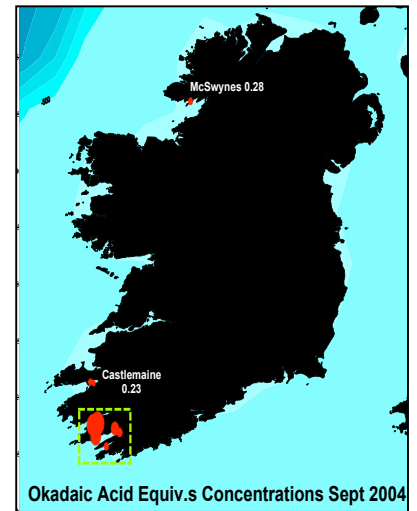 McSwynes 0.28
Castlemaine
0.23
Okadaic Acid Equiv.s Concentrations Sept 2004